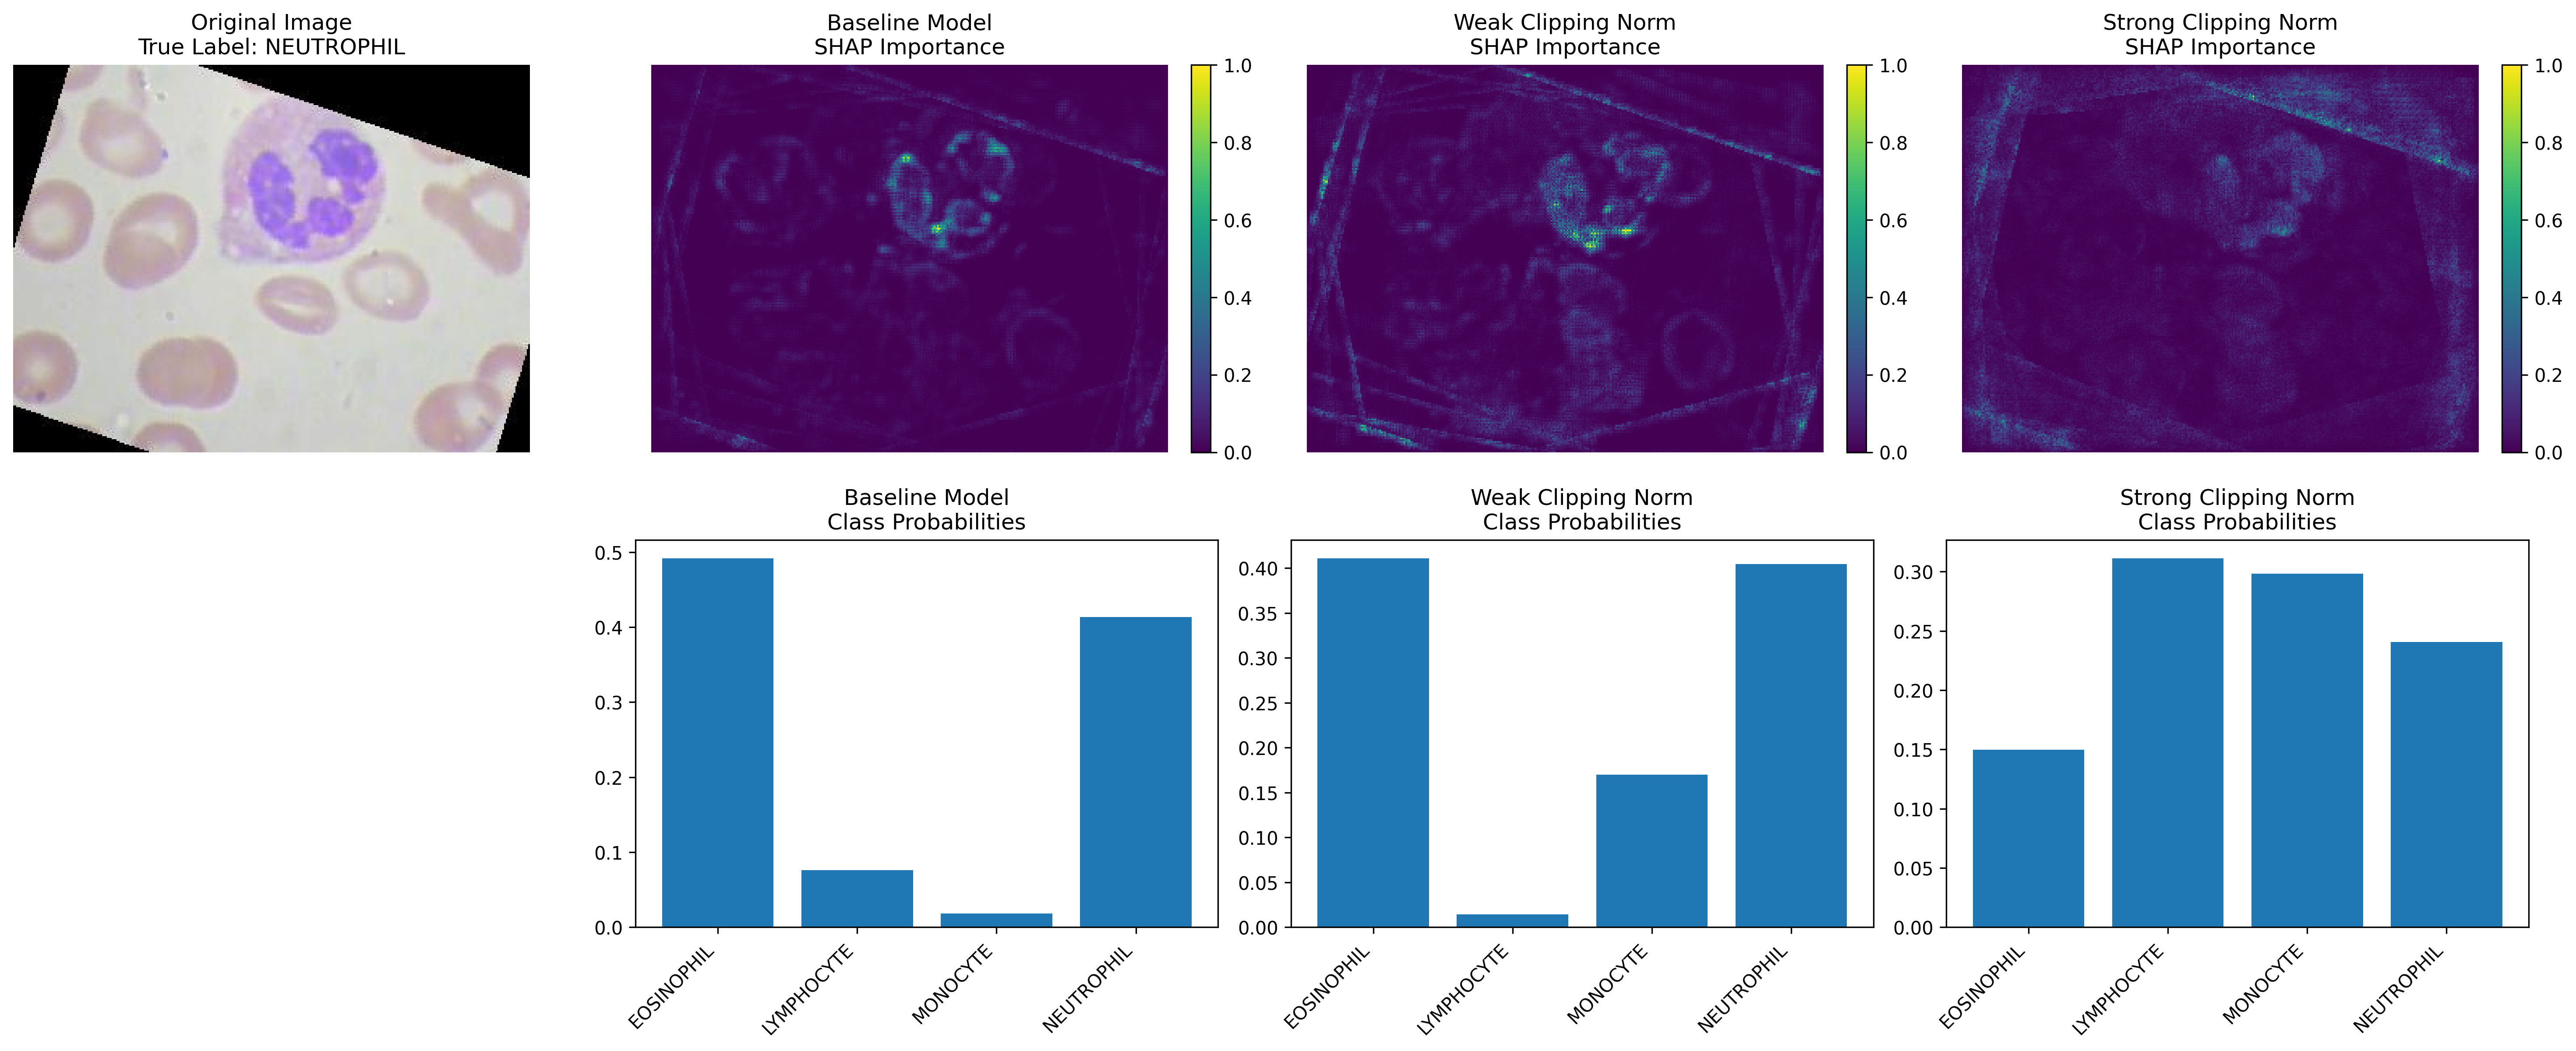 Original Image
True Label: NEUTROPHIL
Baseline Model
SHAP Importance
1.0
0.8
0.6
0.4
0.2
0.0
Weak Clipping Norm
SHAP Importance
1.0
0.8
0.6
0.4
0.2
0.0
Strong Clipping Norm
SHAP Importance
1.0
0.8
0.6
0.4
0.2
0.0
Baseline Model
Class Probabilities
0.5
0.4
0.3
0.2
0.1
0.0
EOSINOPHIL
LYMPHOCYTE
MONOCYTE
NEUTROPHIL
Weak Clipping Norm
Class Probabilities
0.40
0.35
0.30
0.25
0.20
0.15
0.10
0.05
0.00
EOSINOPHIL
LYMPHOCYTE
MONOCYTE
NEUTROPHIL
Strong Clipping Norm
Class Probabilities
0.30
0.25
0.20
0.15
0.10
0.05
0.00
EOSINOPHIL
LYMPHOCYTE
MONOCYTE
NEUTROPHIL